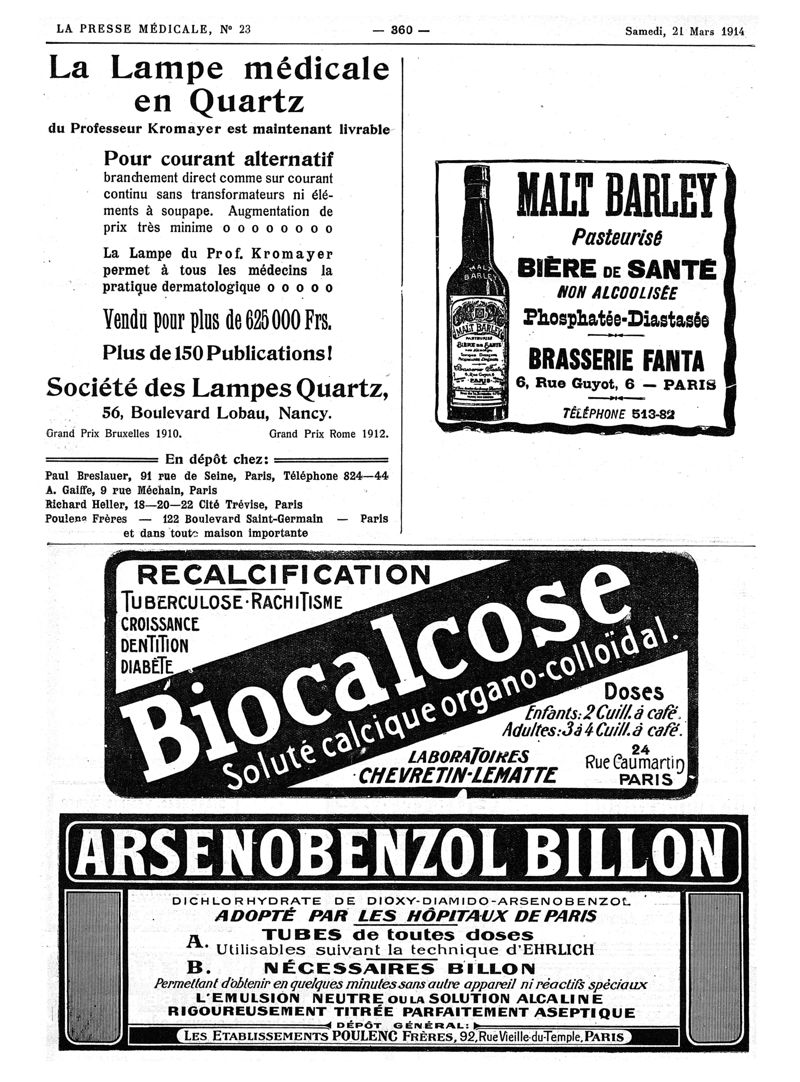 LA PRESSE MÉDICALE, N° 23
— 360 —
Samedi, 21 Mars 1914
La Lampe médicale
en Quartz
du Professeur Kromayer est maintenant livrable
Pour courant alternatif
branchement direct comme sur courant
continu sans transformateurs ni élé-
ments à soupape. Augmentation de
prix très minime o o o o o o o o
La Lampe du Prof. Kromayer
permet à tous les médecins la
pratique dermatologique o o o o o
Vendu pour plus de 625 000 Frs.
Plus de 150 Publications!
Société des Lampes Quartz,
56, Boulevard Lobau, Nancy.
Grand Prix Bruxelles 1910. Grand Prix Rome 1912.
En dépôt chez:
Paul Breslauer, 91 rue de Seine, Paris, Téléphone 824—44
A. Gaiffe, 9 rue Méchain, Paris
Richard Heller, 18—20—22 Cité Trévise, Paris
Poulenc Frères — 122 Boulevard Saint-Germain — Paris
et dans toute maison importante
MALT
BARLEY
MALT BARLEY
PASTEURISÉ
BIÈRE DE SANTÉ
PARIS
MALT BARLEY
Pasteurisé
BIÈRE DE SANTÉ
NON ALCOOLISÉE
Phosphatée-Diastasée
BRASSERIE FANTA
6, Rue Guyot, 6 — PARIS
TÉLÉPHONE 513-82
RECALCIFICATION
TUBERCULOSE·RACHITISME
CROISSANCE
DENTITION
DIABÈTE
Biocalcose
Soluté calcique organo-colloïdal.
Doses
Enfants: 2 Cuill. à café.
Adultes: 3 à 4 Cuill. à café.
LABORATOIRES
CHEVRETIN-LEMATTE
24
Rue Caumartin
PARIS
ARSENOBENZOL BILLON
DICHLORHYDRATE DE DIOXY-DIAMIDO-ARSENOBENZOL
ADOPTÉ PAR LES HÔPITAUX DE PARIS
A. TUBES de toutes doses
Utilisables suivant la technique d'EHRLICH
B. NÉCESSAIRES BILLON
Permettant d'obtenir en quelques minutes sans autre appareil ni réactifs spéciaux
L'EMULSION NEUTRE OU LA SOLUTION ALCALINE
RIGOUREUSEMENT TITRÉE PARFAITEMENT ASEPTIQUE
DÉPÔT GÉNÉRAL:
LES ETABLISSEMENTS POULENC FRÈRES, 92, Rue Vieille-du-Temple, PARIS